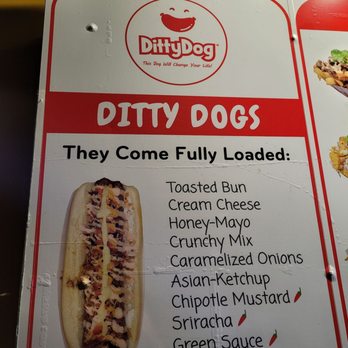 DittyDog
This Dog Will Change Your Life!
DITTY DOGS
They Come Fully Loaded:
Toasted Bun
Cream Cheese
Honey-Mayo
Crunchy Mix
Caramelized Onions
Asian-Ketchup
Chipotle Mustard
Sriracha
Green Sauce